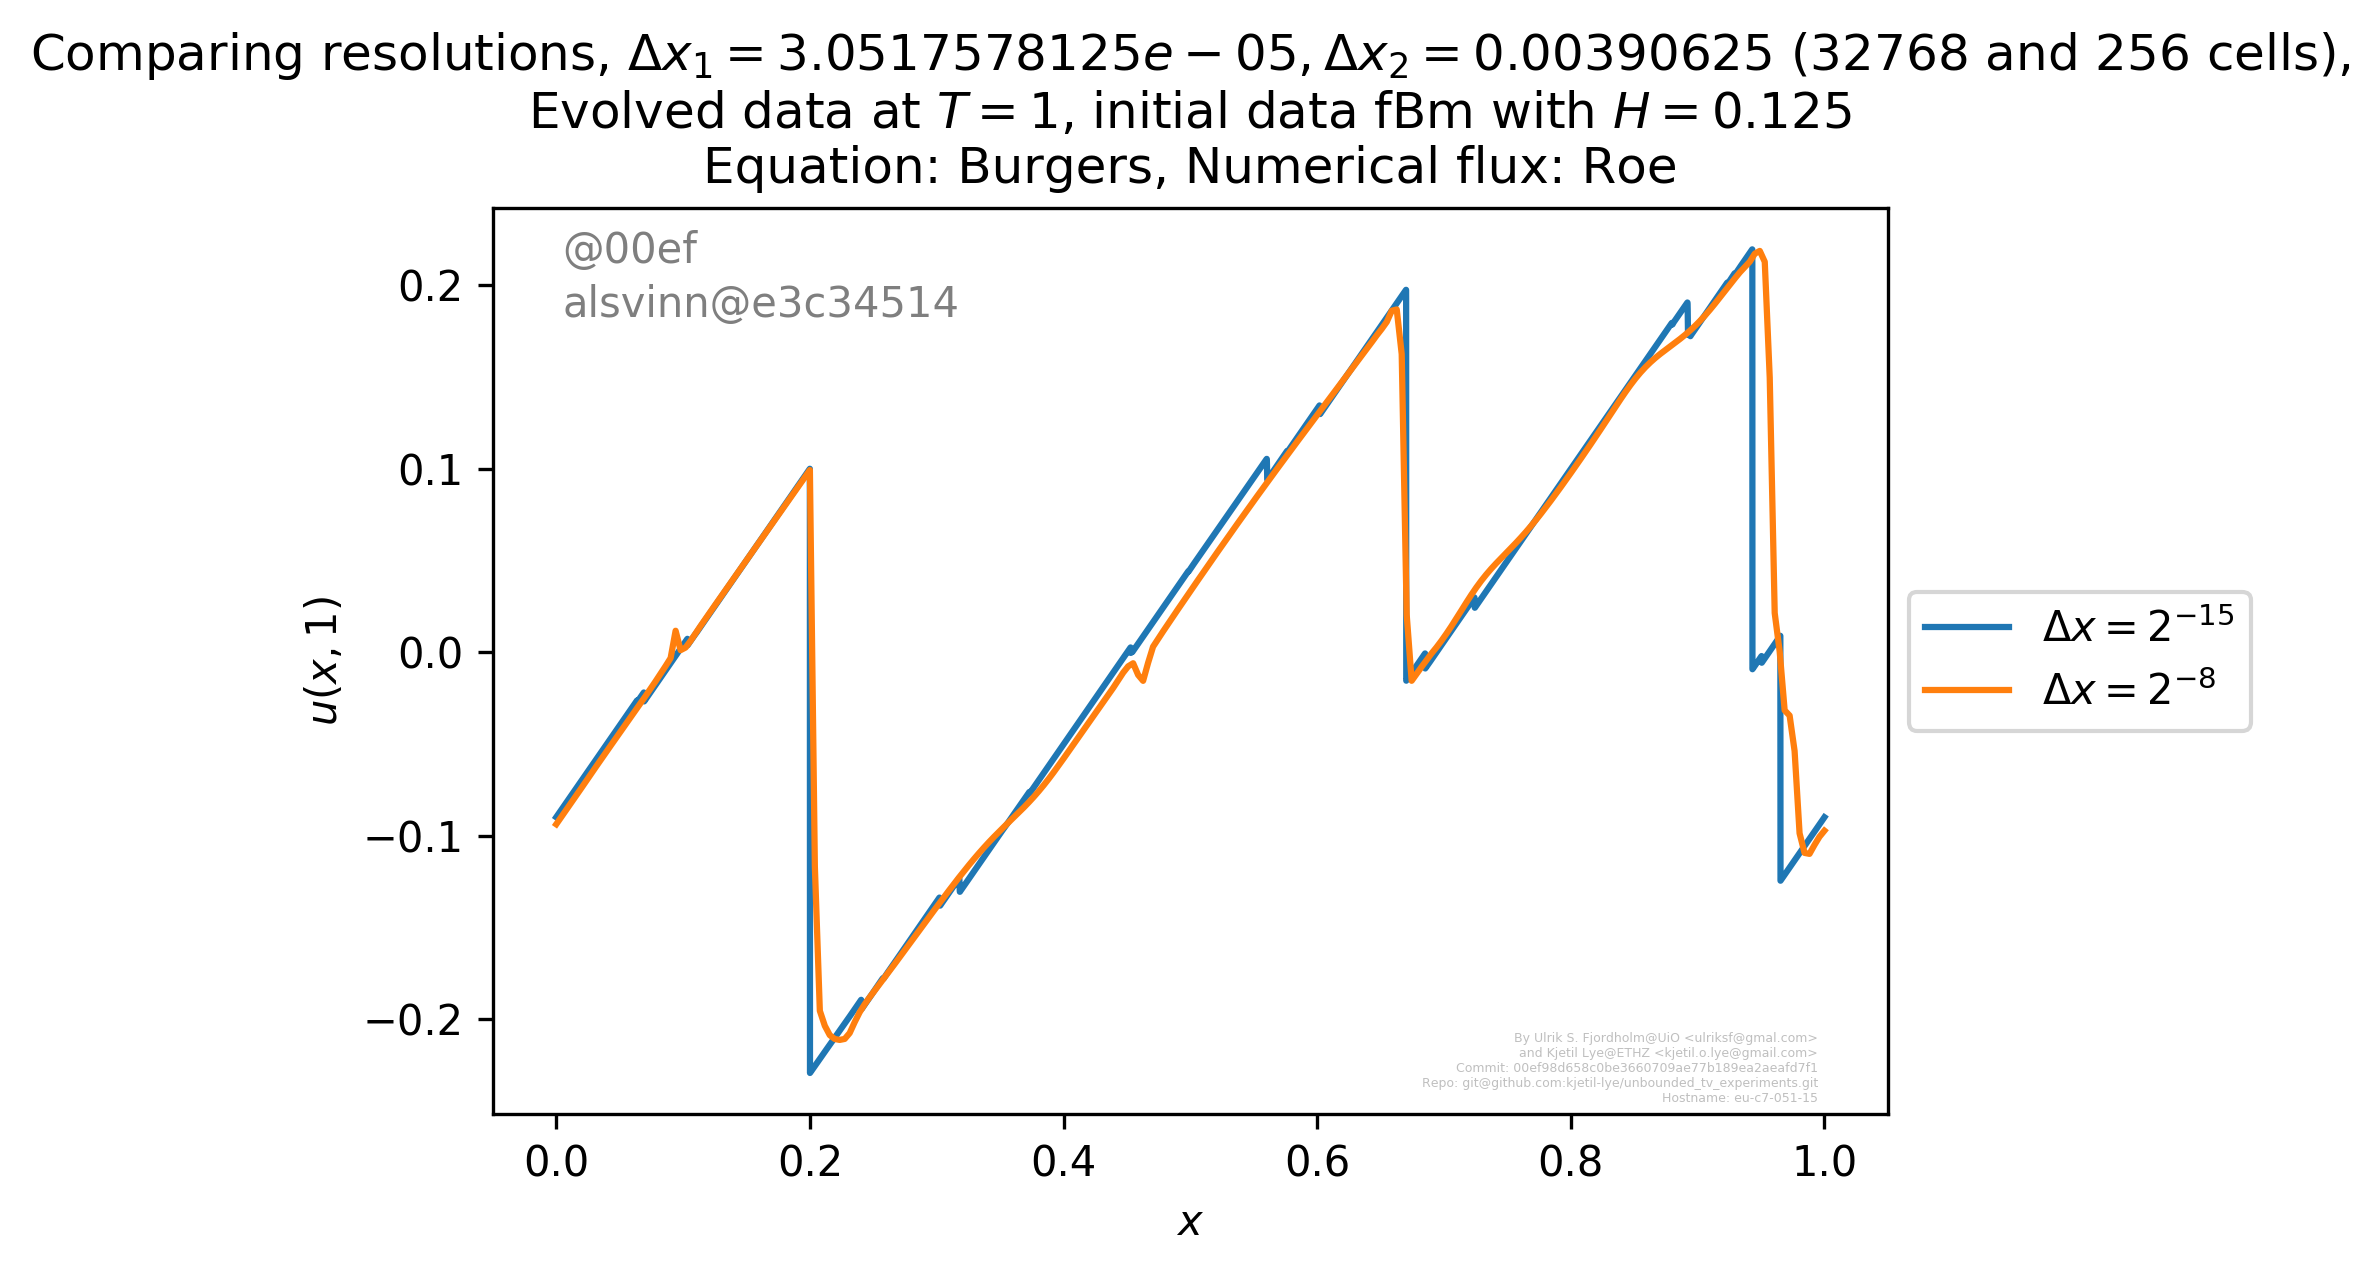 Comparing resolutions, Δx₁ = 3.0517578125e − 05, Δx₂ = 0.00390625 (32768 and 256 cells),
Evolved data at T = 1, initial data fBm with H = 0.125
Equation: Burgers, Numerical flux: Roe
@00ef
alsvinn@e3c34514
0.2
0.1
0.0
−0.1
−0.2
u(x, 1)
Δx = 2⁻¹⁵
Δx = 2⁻⁸
By Ulrik S. Fjordholm@UiO <ulriksf@gmal.com>
and Kjetil Lye@ETHZ <kjetil.o.lye@gmail.com>
Commit: 00ef98d658c0be3660709ae77b189ea2aeafd7f1
Repo: git@github.com:kjetil-lye/unbounded_tv_experiments.git
Hostname: eu-c7-051-15
0.0 0.2 0.4 0.6 0.8 1.0
x